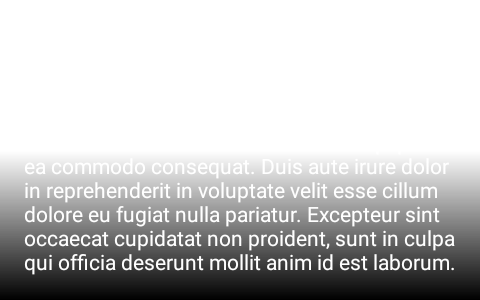 ea commodo consequat. Duis aute irure dolor
in reprehenderit in voluptate velit esse cillum
dolore eu fugiat nulla pariatur. Excepteur sint
occaecat cupidatat non proident, sunt in culpa
qui officia deserunt mollit anim id est laborum.